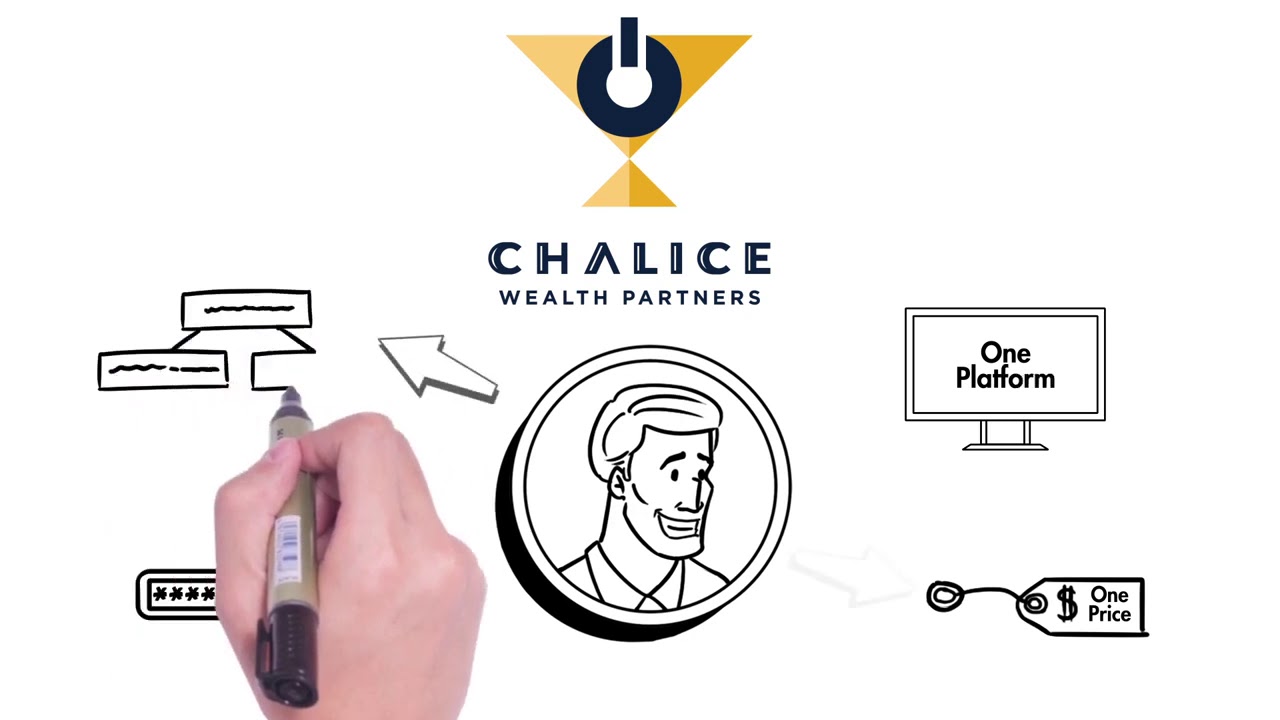 CHALICE
WEALTH PARTNERS
One
Platform
****
$ One
Price